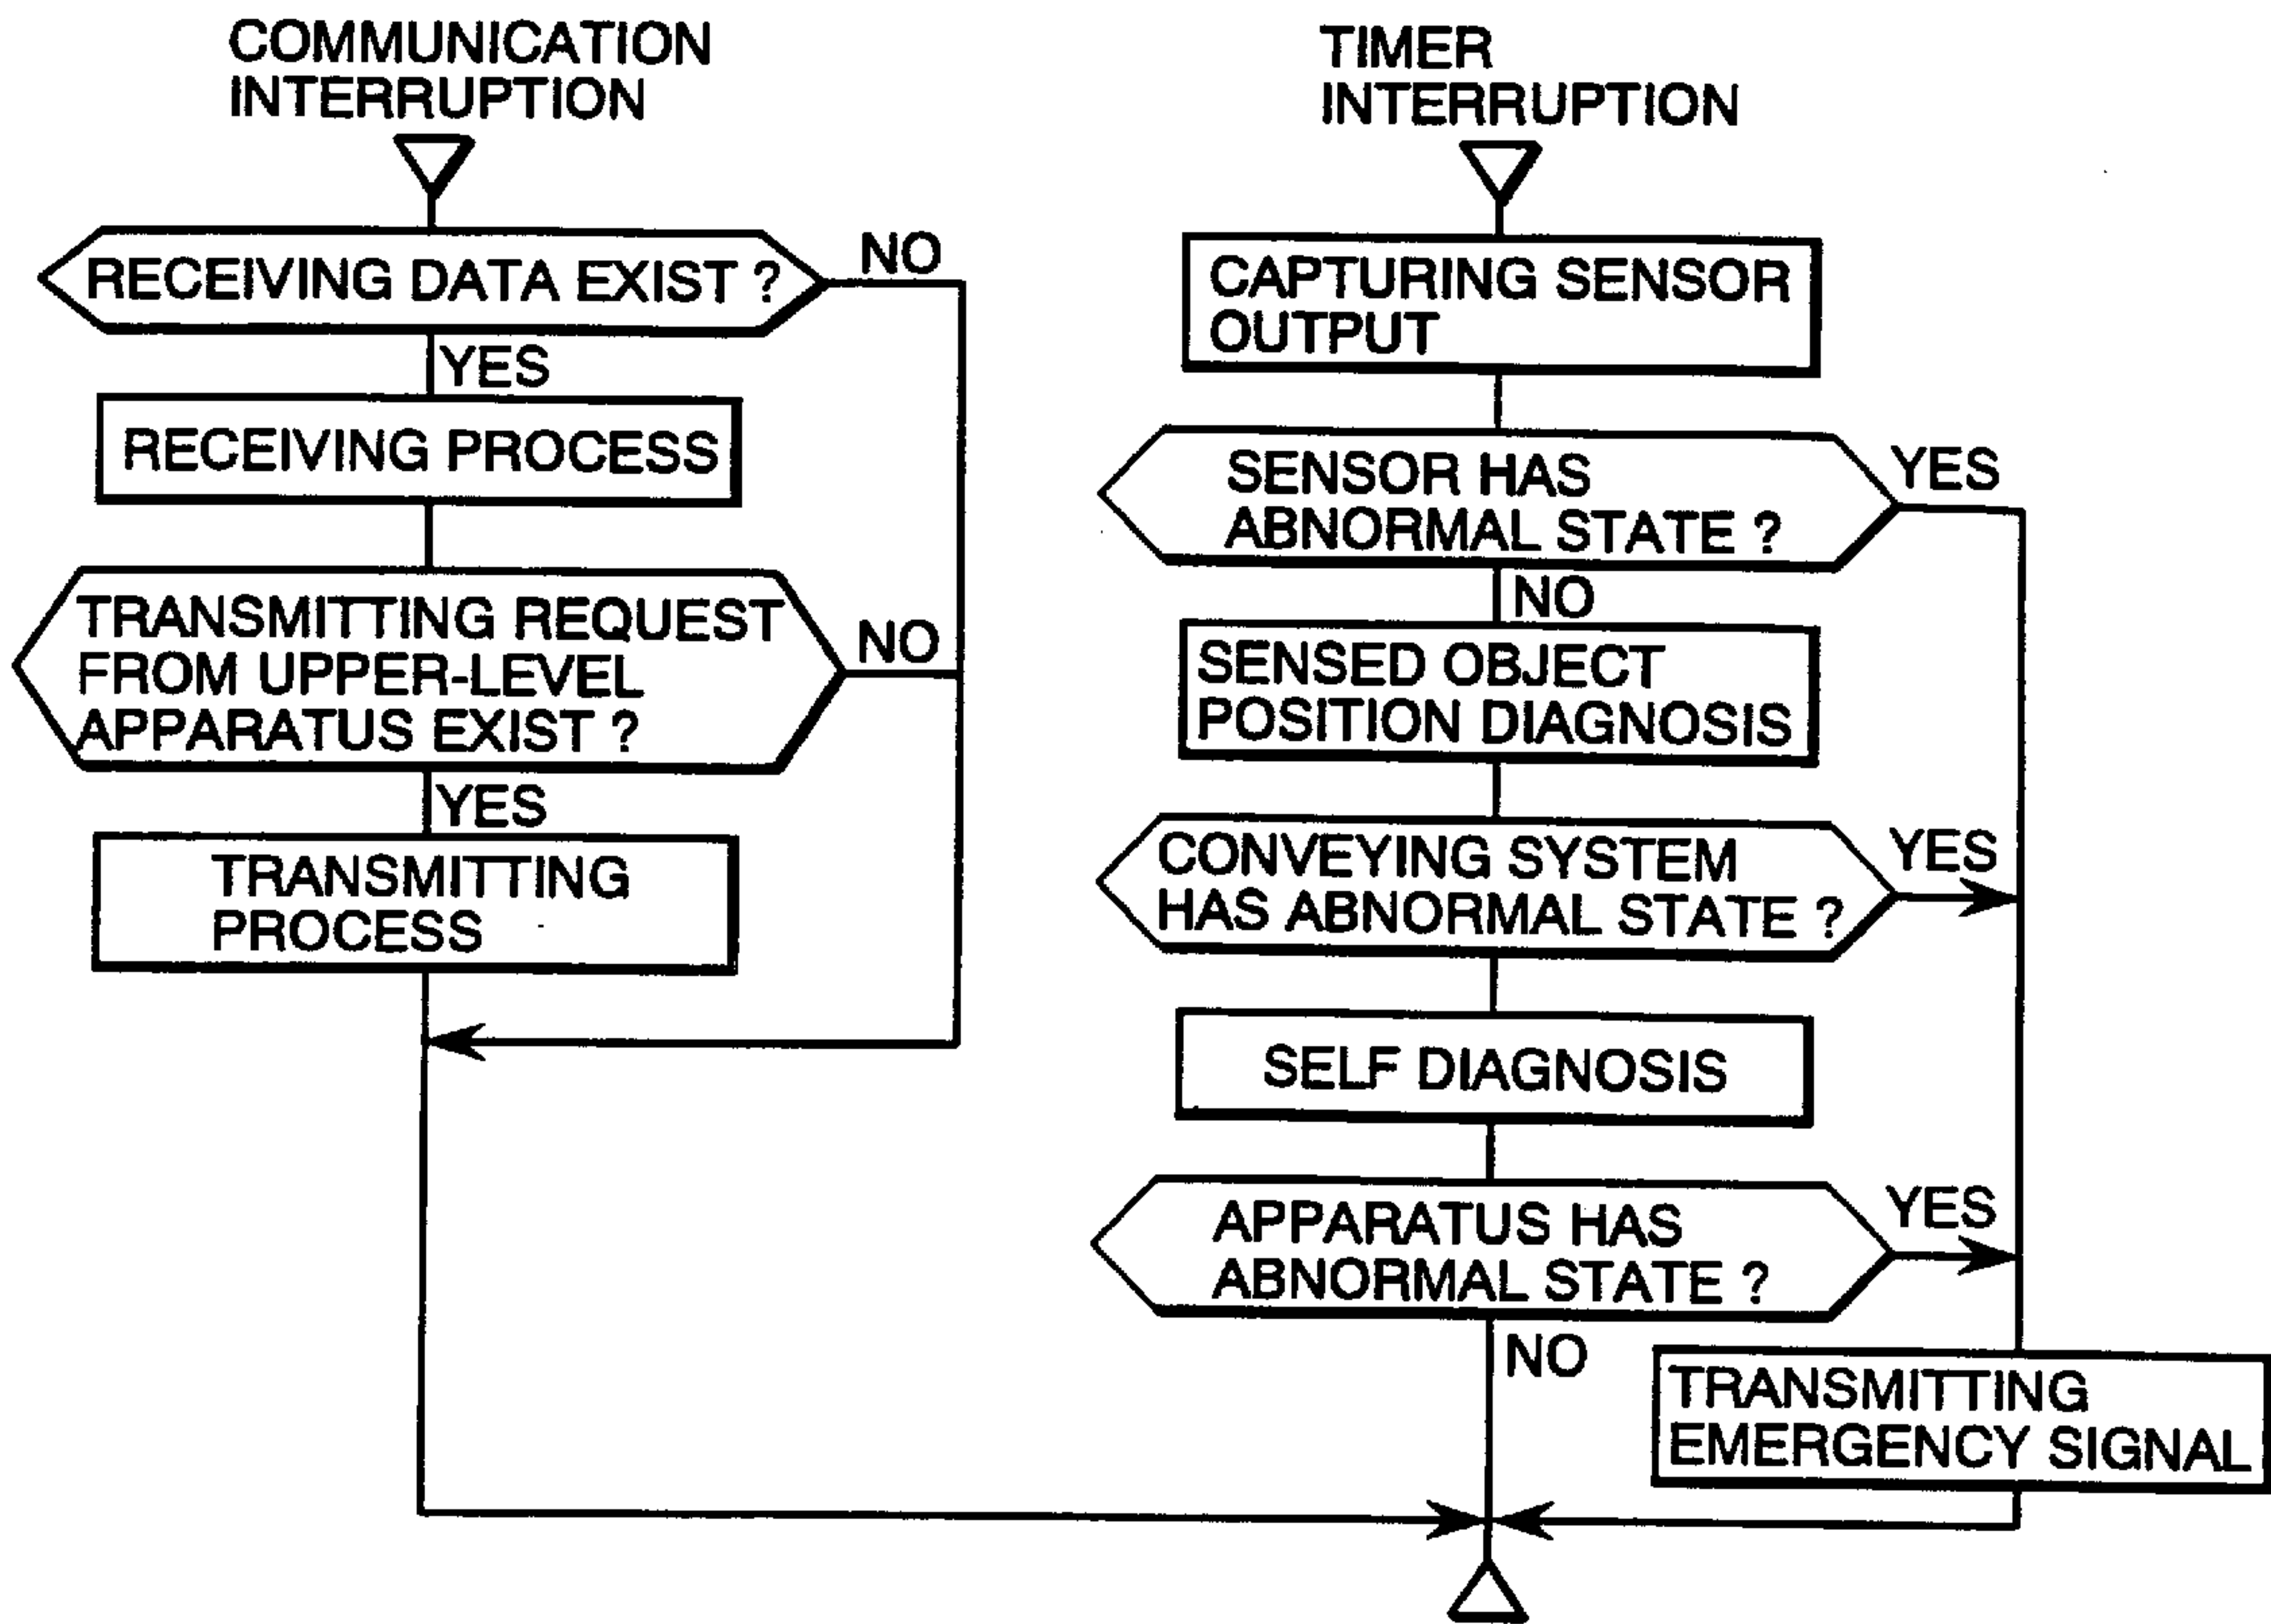 COMMUNICATION
INTERRUPTION
RECEIVING DATA EXIST ?
NO
YES
RECEIVING PROCESS
TRANSMITTING REQUEST
FROM UPPER-LEVEL
APPARATUS EXIST ?
NO
YES
TRANSMITTING
PROCESS
TIMER
INTERRUPTION
CAPTURING SENSOR
OUTPUT
SENSOR HAS
ABNORMAL STATE ?
YES
NO
SENSED OBJECT
POSITION DIAGNOSIS
CONVEYING SYSTEM
HAS ABNORMAL STATE ?
YES
SELF DIAGNOSIS
APPARATUS HAS
ABNORMAL STATE ?
YES
NO
TRANSMITTING
EMERGENCY SIGNAL